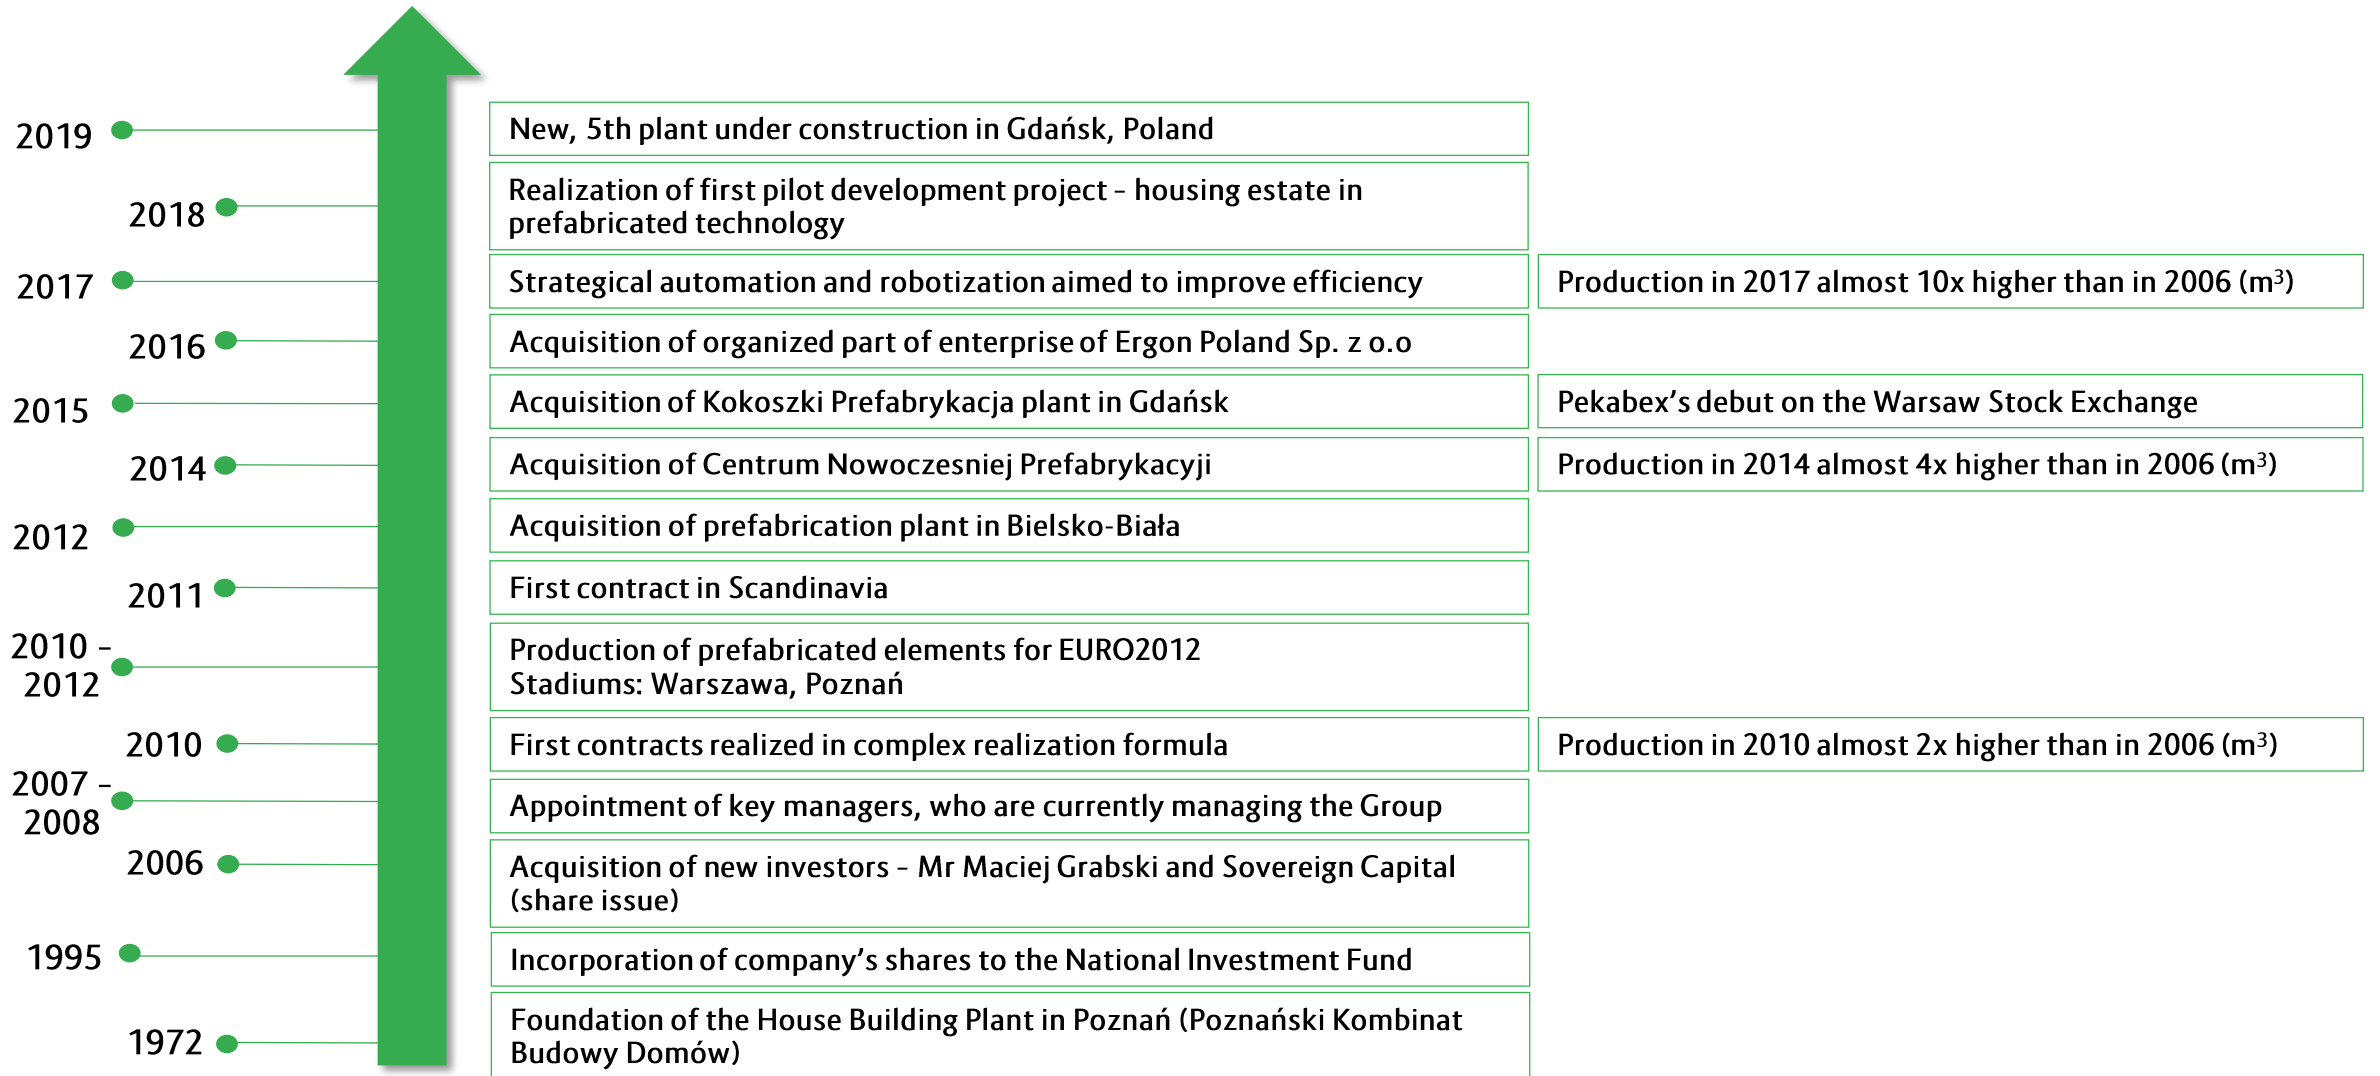 2019
New, 5th plant under construction in Gdańsk, Poland
2018
Realization of first pilot development project - housing estate in
prefabricated technology
2017
Strategical automation and robotization aimed to improve efficiency
Production in 2017 almost 10x higher than in 2006 (m³)
2016
Acquisition of organized part of enterprise of Ergon Poland Sp. z o.o
2015
Acquisition of Kokoszki Prefabrykacja plant in Gdańsk
Pekabex’s debut on the Warsaw Stock Exchange
2014
Acquisition of Centrum Nowoczesniej Prefabrykacyji
Production in 2014 almost 4x higher than in 2006 (m³)
2012
Acquisition of prefabrication plant in Bielsko-Biała
2011
First contract in Scandinavia
2010 –
2012
Production of prefabricated elements for EURO2012
Stadiums: Warszawa, Poznań
2010
First contracts realized in complex realization formula
Production in 2010 almost 2x higher than in 2006 (m³)
2007 –
2008
Appointment of key managers, who are currently managing the Group
2006
Acquisition of new investors - Mr Maciej Grabski and Sovereign Capital
(share issue)
1995
Incorporation of company’s shares to the National Investment Fund
1972
Foundation of the House Building Plant in Poznań (Poznański Kombinat
Budowy Domów)